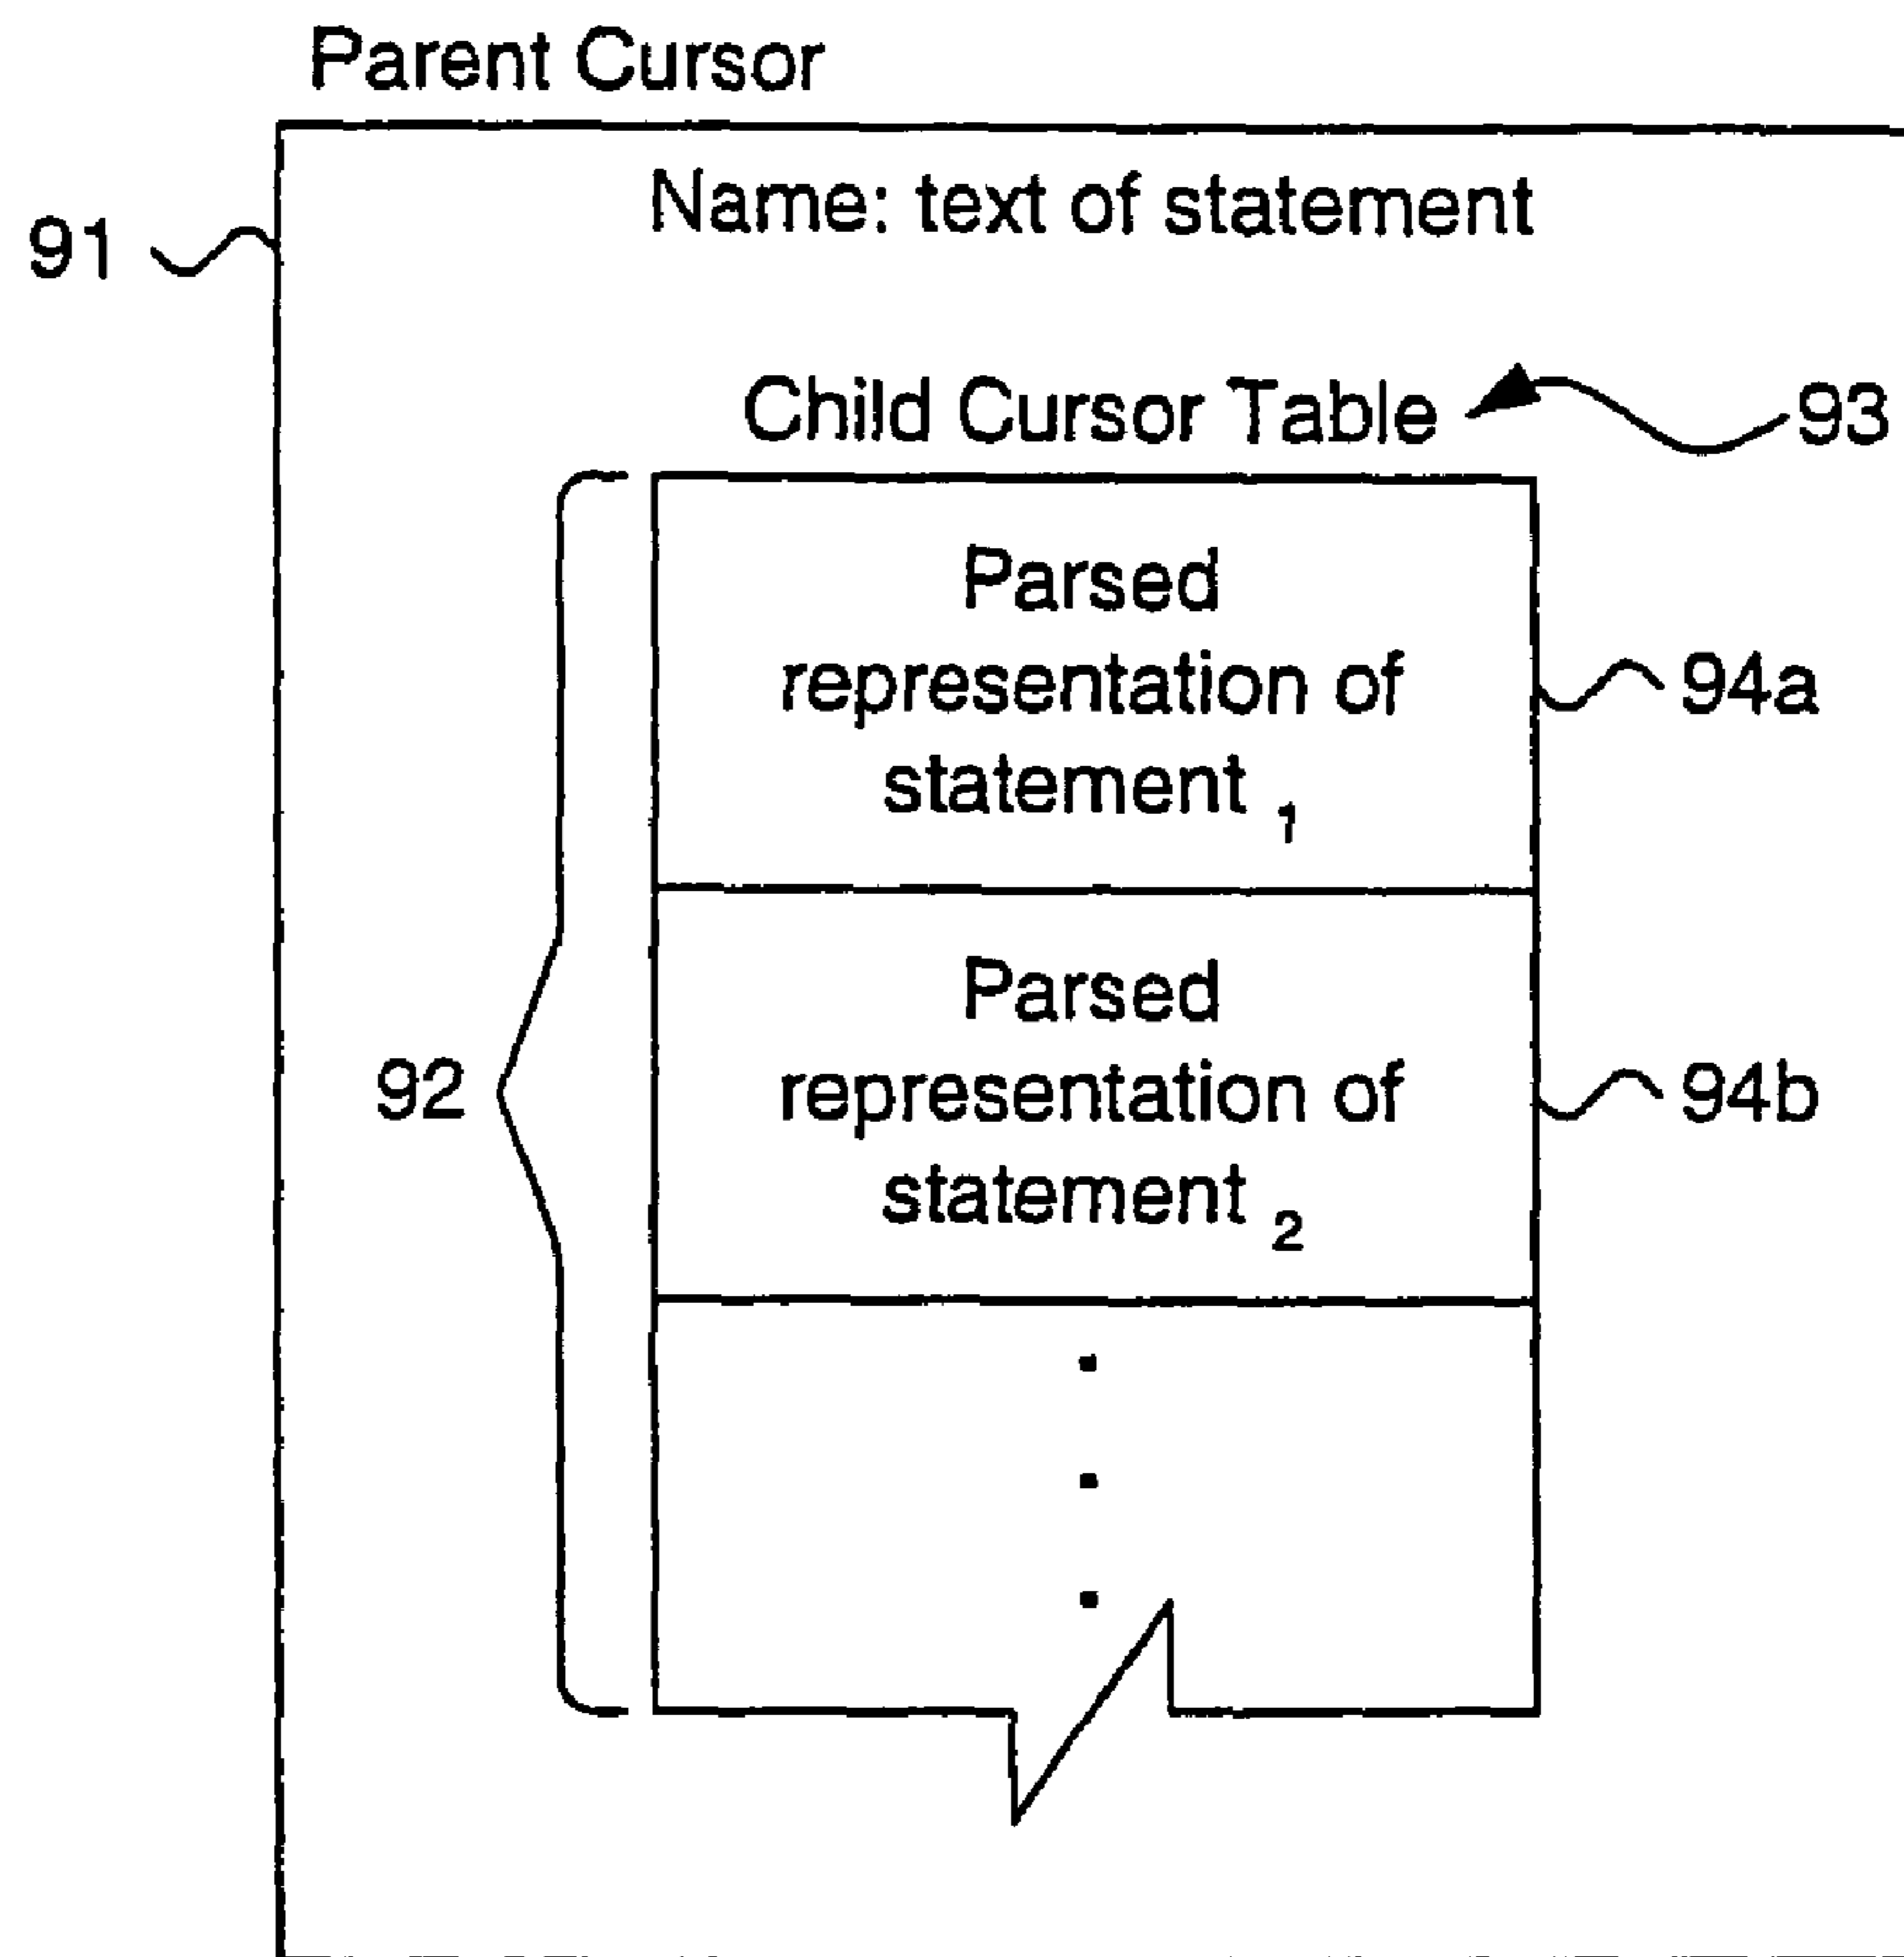 Parent Cursor
Name: text of statement
91
Child Cursor Table
93
Parsed
representation of
statement 1
94a
Parsed
representation of
statement 2
94b
92